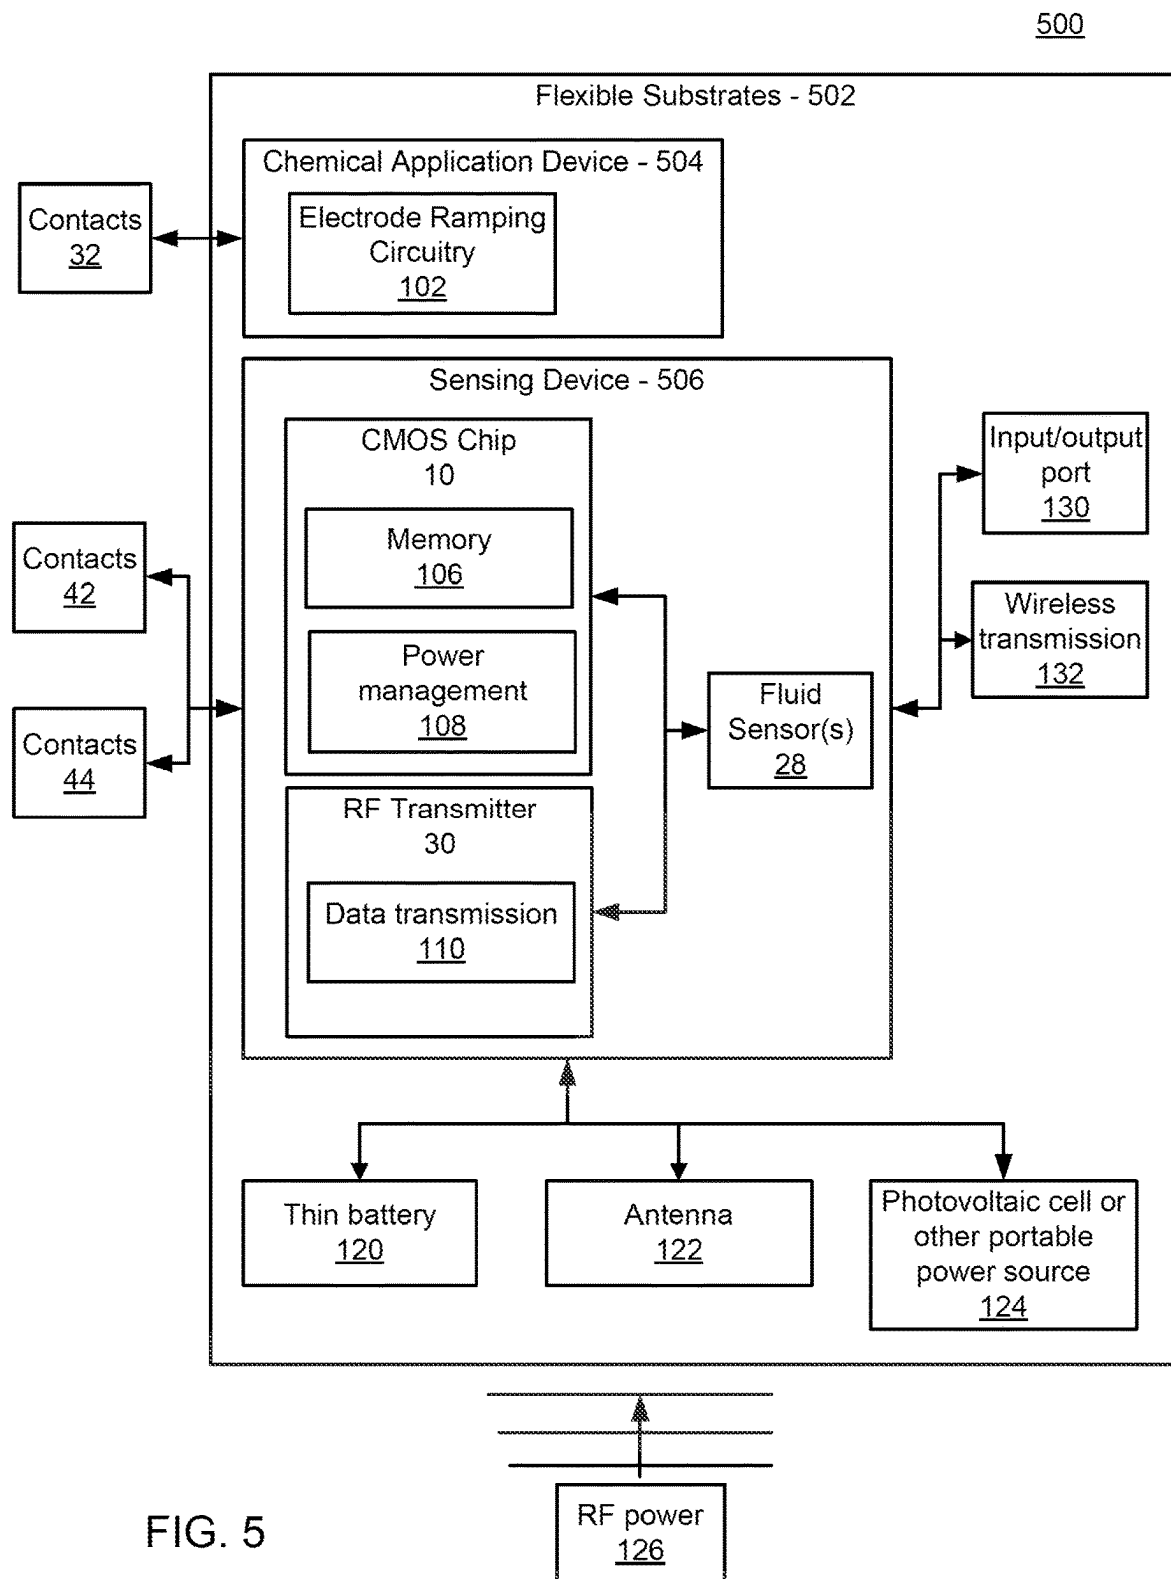 500
Flexible Substrates - 502
Chemical Application Device - 504
Electrode Ramping
Circuitry
102
Contacts
32
Sensing Device - 506
CMOS Chip
10
Memory
106
Power
management
108
RF Transmitter
30
Data transmission
110
Fluid
Sensor(s)
28
Contacts
42
Contacts
44
Input/output
port
130
Wireless
transmission
132
Thin battery
120
Antenna
122
Photovoltaic cell or
other portable
power source
124
RF power
126
FIG. 5